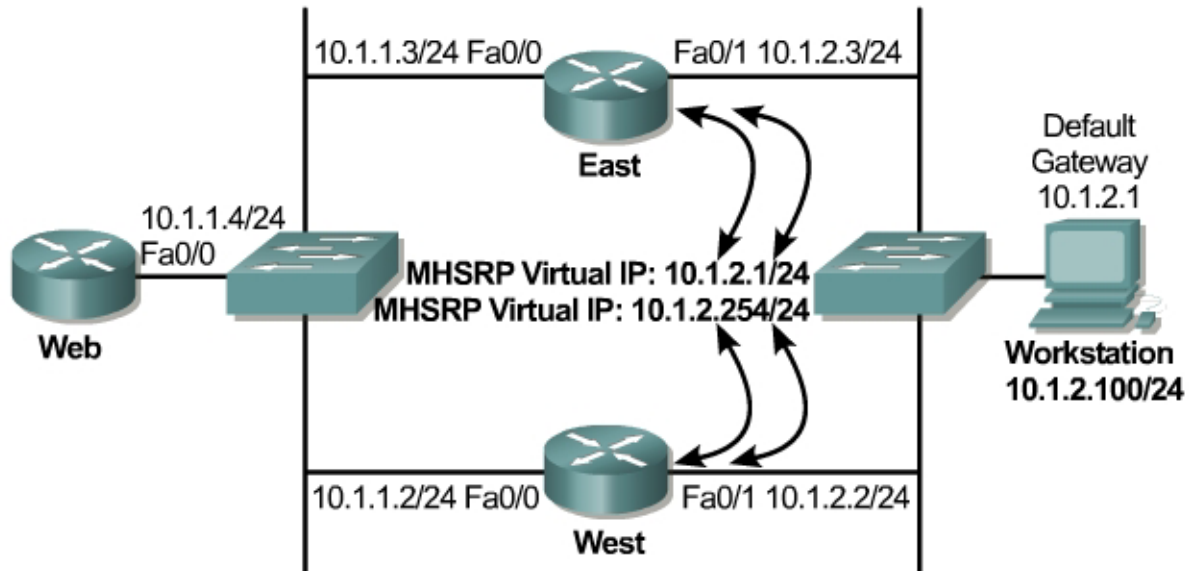 10.1.1.3/24 Fa0/0
Fa0/1 10.1.2.3/24
East
Default
Gateway
10.1.2.1
10.1.1.4/24
Fa0/0
MHSRP Virtual IP: 10.1.2.1/24
MHSRP Virtual IP: 10.1.2.254/24
Web
Workstation
10.1.2.100/24
10.1.1.2/24 Fa0/0
Fa0/1 10.1.2.2/24
West